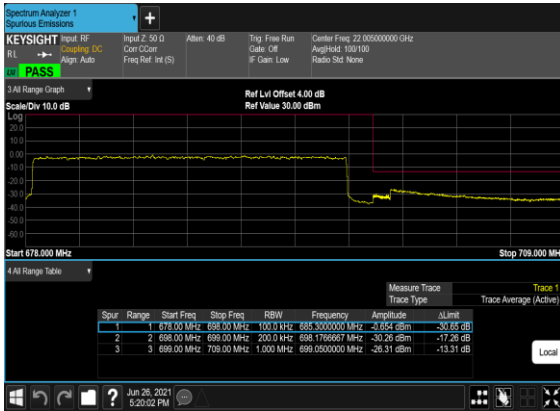 Spectrum Analyzer 1
Spurious Emissions
KEYSIGHT
RL
LXI
PASS
Input: RF
Coupling: DC
Align: Auto
Input Z: 50 Ω
Corr CCorr
Freq Ref: Int (S)
Atten: 40 dB
Trig: Free Run
Gate: Off
IF Gain: Low
Center Freq: 22.005000000 GHz
Avg|Hold: 100/100
Radio Std: None
3 All Range Graph
Scale/Div 10.0 dB
Ref Lvl Offset 4.00 dB
Ref Value 30.00 dBm
Log
20.0
10.0
0.00
-10.0
-20.0
-30.0
-40.0
-50.0
-60.0
Start 678.000 MHz
Stop 709.000 MH
4 All Range Table
Measure Trace Trace 1
Trace Type Trace Average (Active)
Spur Range Start Freq Stop Freq RBW Frequency Amplitude ΔLimit
1 1 678.00 MHz 698.00 MHz 100.0 kHz 685.3000000 MHz -0.654 dBm -30.65 dB
2 2 698.00 MHz 699.00 MHz 200.0 kHz 698.1766667 MHz -30.26 dBm -17.26 dB
3 3 699.00 MHz 709.00 MHz 1.000 MHz 699.0500000 MHz -26.31 dBm -13.31 dB
Local
Jun 26, 2021
5:20:02 PM